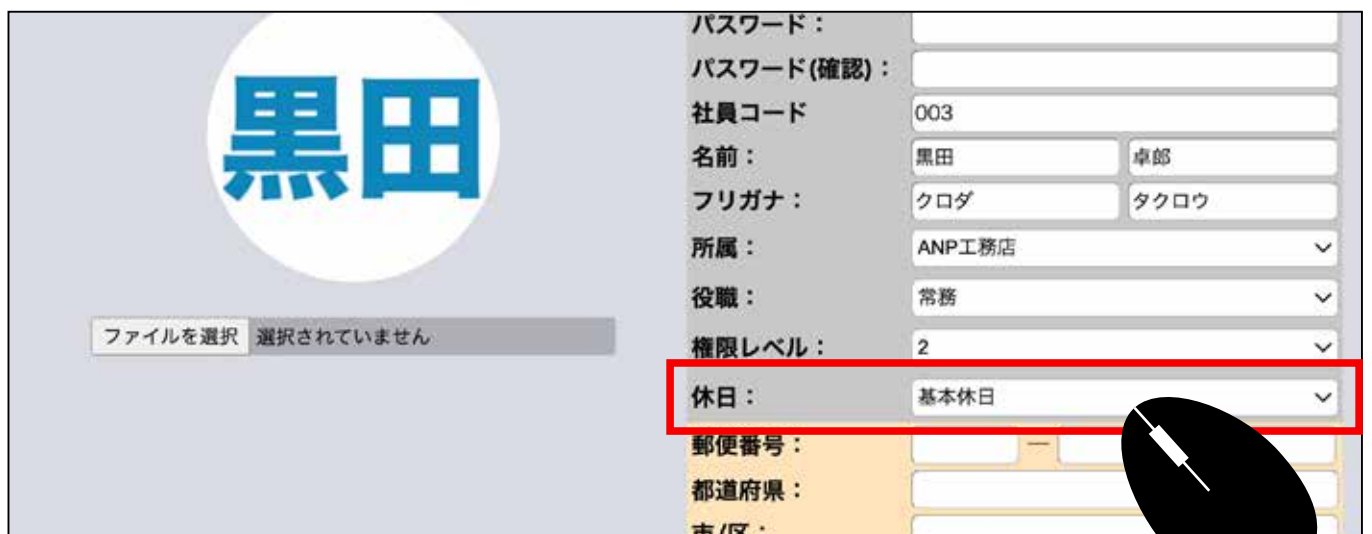 黒田
ファイルを選択 選択されていません
パスワード：
パスワード(確認)：
社員コード 003
名前： 黒田 卓郎
フリガナ： クロダ タクロウ
所属： ANP工務店
役職： 常務
権限レベル： 2
休日： 基本休日
郵便番号： —
都道府県：
市/区：